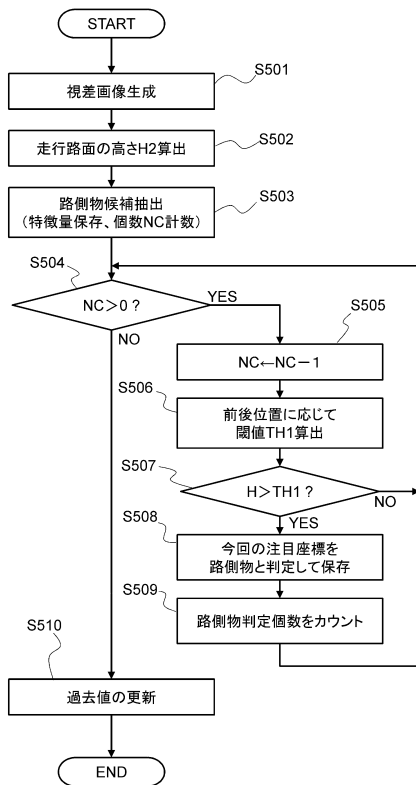 START
S501
視差画像生成
S502
走行路面の高さH2算出
S503
路側物候補抽出
（特徴量保存、個数NC計数）
S504
NC＞0？
YES
NO
S505
NC←NC－1
S506
前後位置に応じて
閾値TH1算出
S507
H＞TH1？
NO
YES
S508
今回の注目座標を
路側物と判定して保存
S509
路側物判定個数をカウント
S510
過去値の更新
END